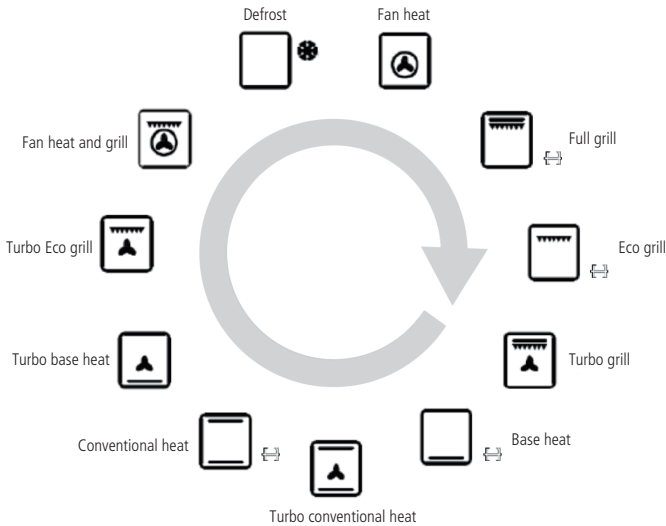 Defrost
Fan heat
Fan heat and grill
Full grill
Turbo Eco grill
Eco grill
Turbo base heat
Turbo grill
Conventional heat
Base heat
Turbo conventional heat